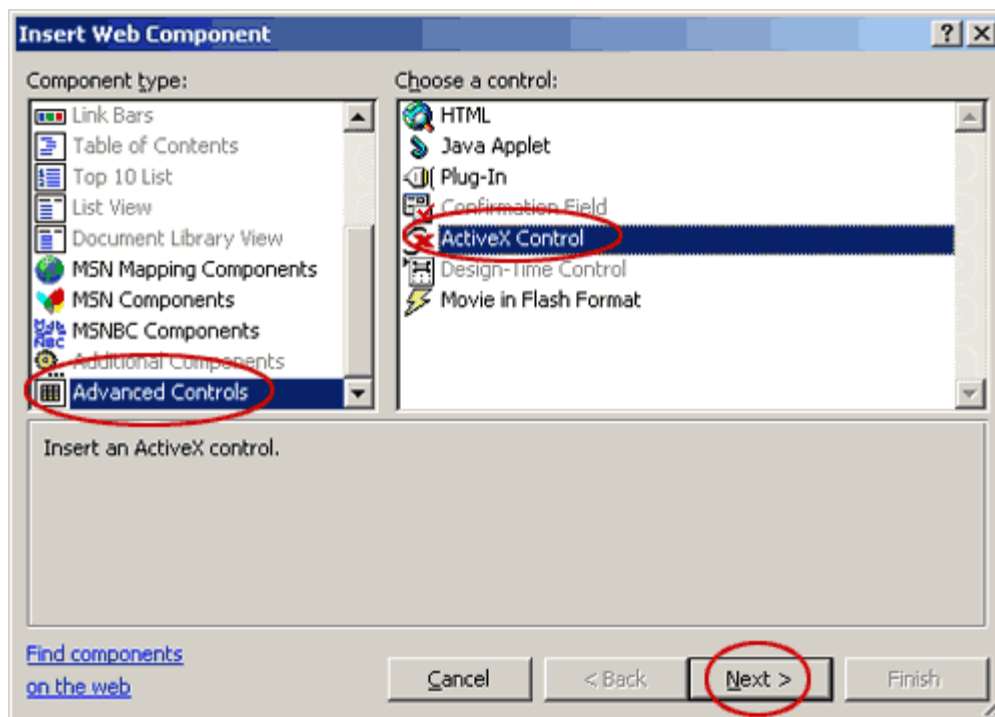 Insert Web Component
Component type:
Link Bars
Table of Contents
Top 10 List
List View
Document Library View
MSN Mapping Components
MSN Components
MSNBC Components
Additional Components
Advanced Controls
Choose a control:
HTML
Java Applet
Plug-In
Confirmation Field
ActiveX Control
Design-Time Control
Movie in Flash Format
Insert an ActiveX control.
Find components
on the web
Cancel
< Back
Next >
Finish